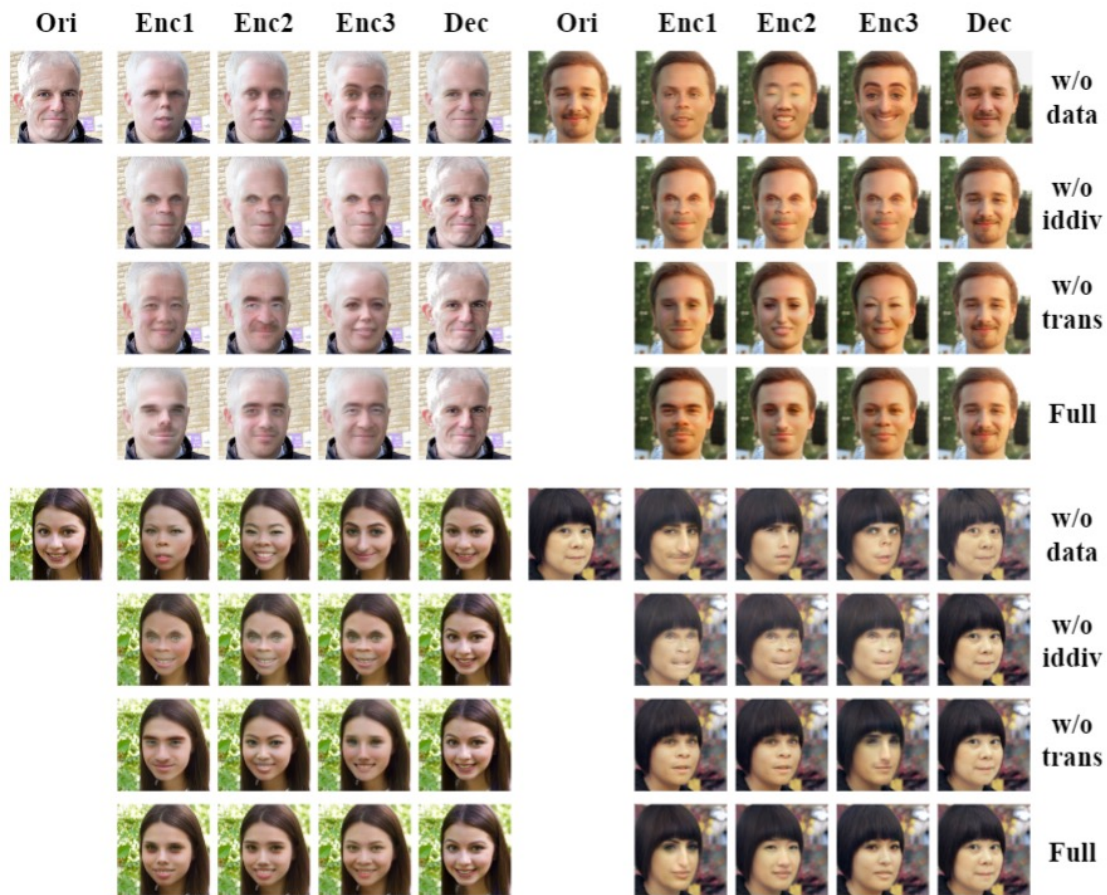 Ori Enc1 Enc2 Enc3 Dec Ori Enc1 Enc2 Enc3 Dec
w/o
data
w/o
iddiv
w/o
trans
Full
w/o
data
w/o
iddiv
w/o
trans
Full